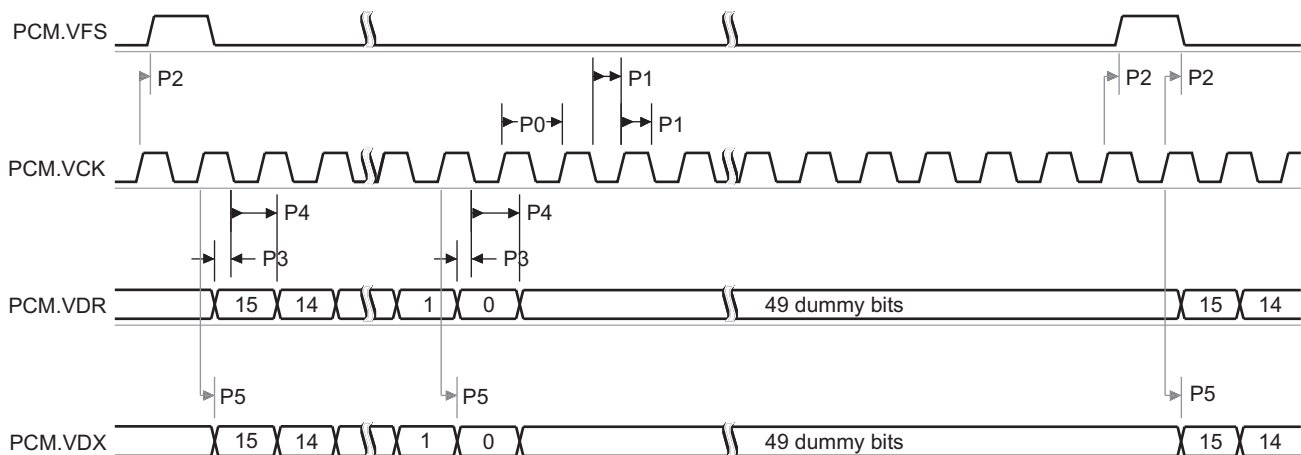 PCM.VFS
P2
P1
P2
P2
P0
P1
PCM.VCK
P4
P4
P3
P3
PCM.VDR
15
14
1
0
49 dummy bits
15
14
P5
P5
P5
PCM.VDX
15
14
1
0
49 dummy bits
15
14